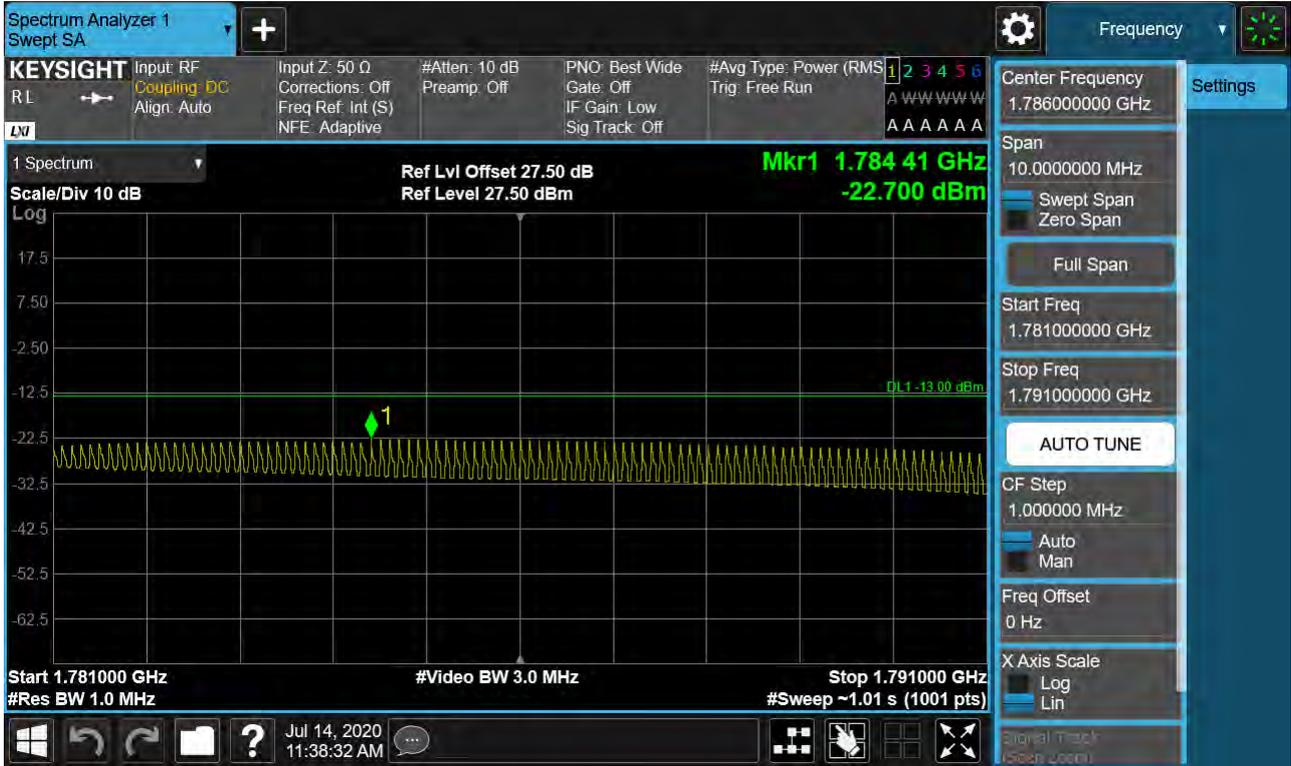 Spectrum Analyzer 1
Swept SA
Frequency
KEYSIGHT
RL
LXI
Input: RF
Coupling: DC
Align: Auto
Input Z: 50 Ω
Corrections: Off
Freq Ref: Int (S)
NFE: Adaptive
#Atten: 10 dB
Preamp: Off
PNO: Best Wide
Gate: Off
IF Gain: Low
Sig Track: Off
#Avg Type: Power (RMS
Trig: Free Run
1 2 3 4 5 6
A W W W W W
A A A A A A
1 Spectrum
Scale/Div 10 dB
Log
Ref Lvl Offset 27.50 dB
Ref Level 27.50 dBm
Mkr1 1.784 41 GHz
-22.700 dBm
17.5
7.50
-2.50
-12.5
DL1 -13.00 dBm
1
-22.5
-32.5
-42.5
-52.5
-62.5
Start 1.781000 GHz
#Video BW 3.0 MHz
Stop 1.791000 GHz
#Res BW 1.0 MHz
#Sweep ~1.01 s (1001 pts)
Jul 14, 2020
11:38:32 AM
Center Frequency
1.786000000 GHz
Settings
Span
10.0000000 MHz
Swept Span
Zero Span
Full Span
Start Freq
1.781000000 GHz
Stop Freq
1.791000000 GHz
AUTO TUNE
CF Step
1.000000 MHz
Auto
Man
Freq Offset
0 Hz
X Axis Scale
Log
Lin
Signal Track
(Span Zoom)